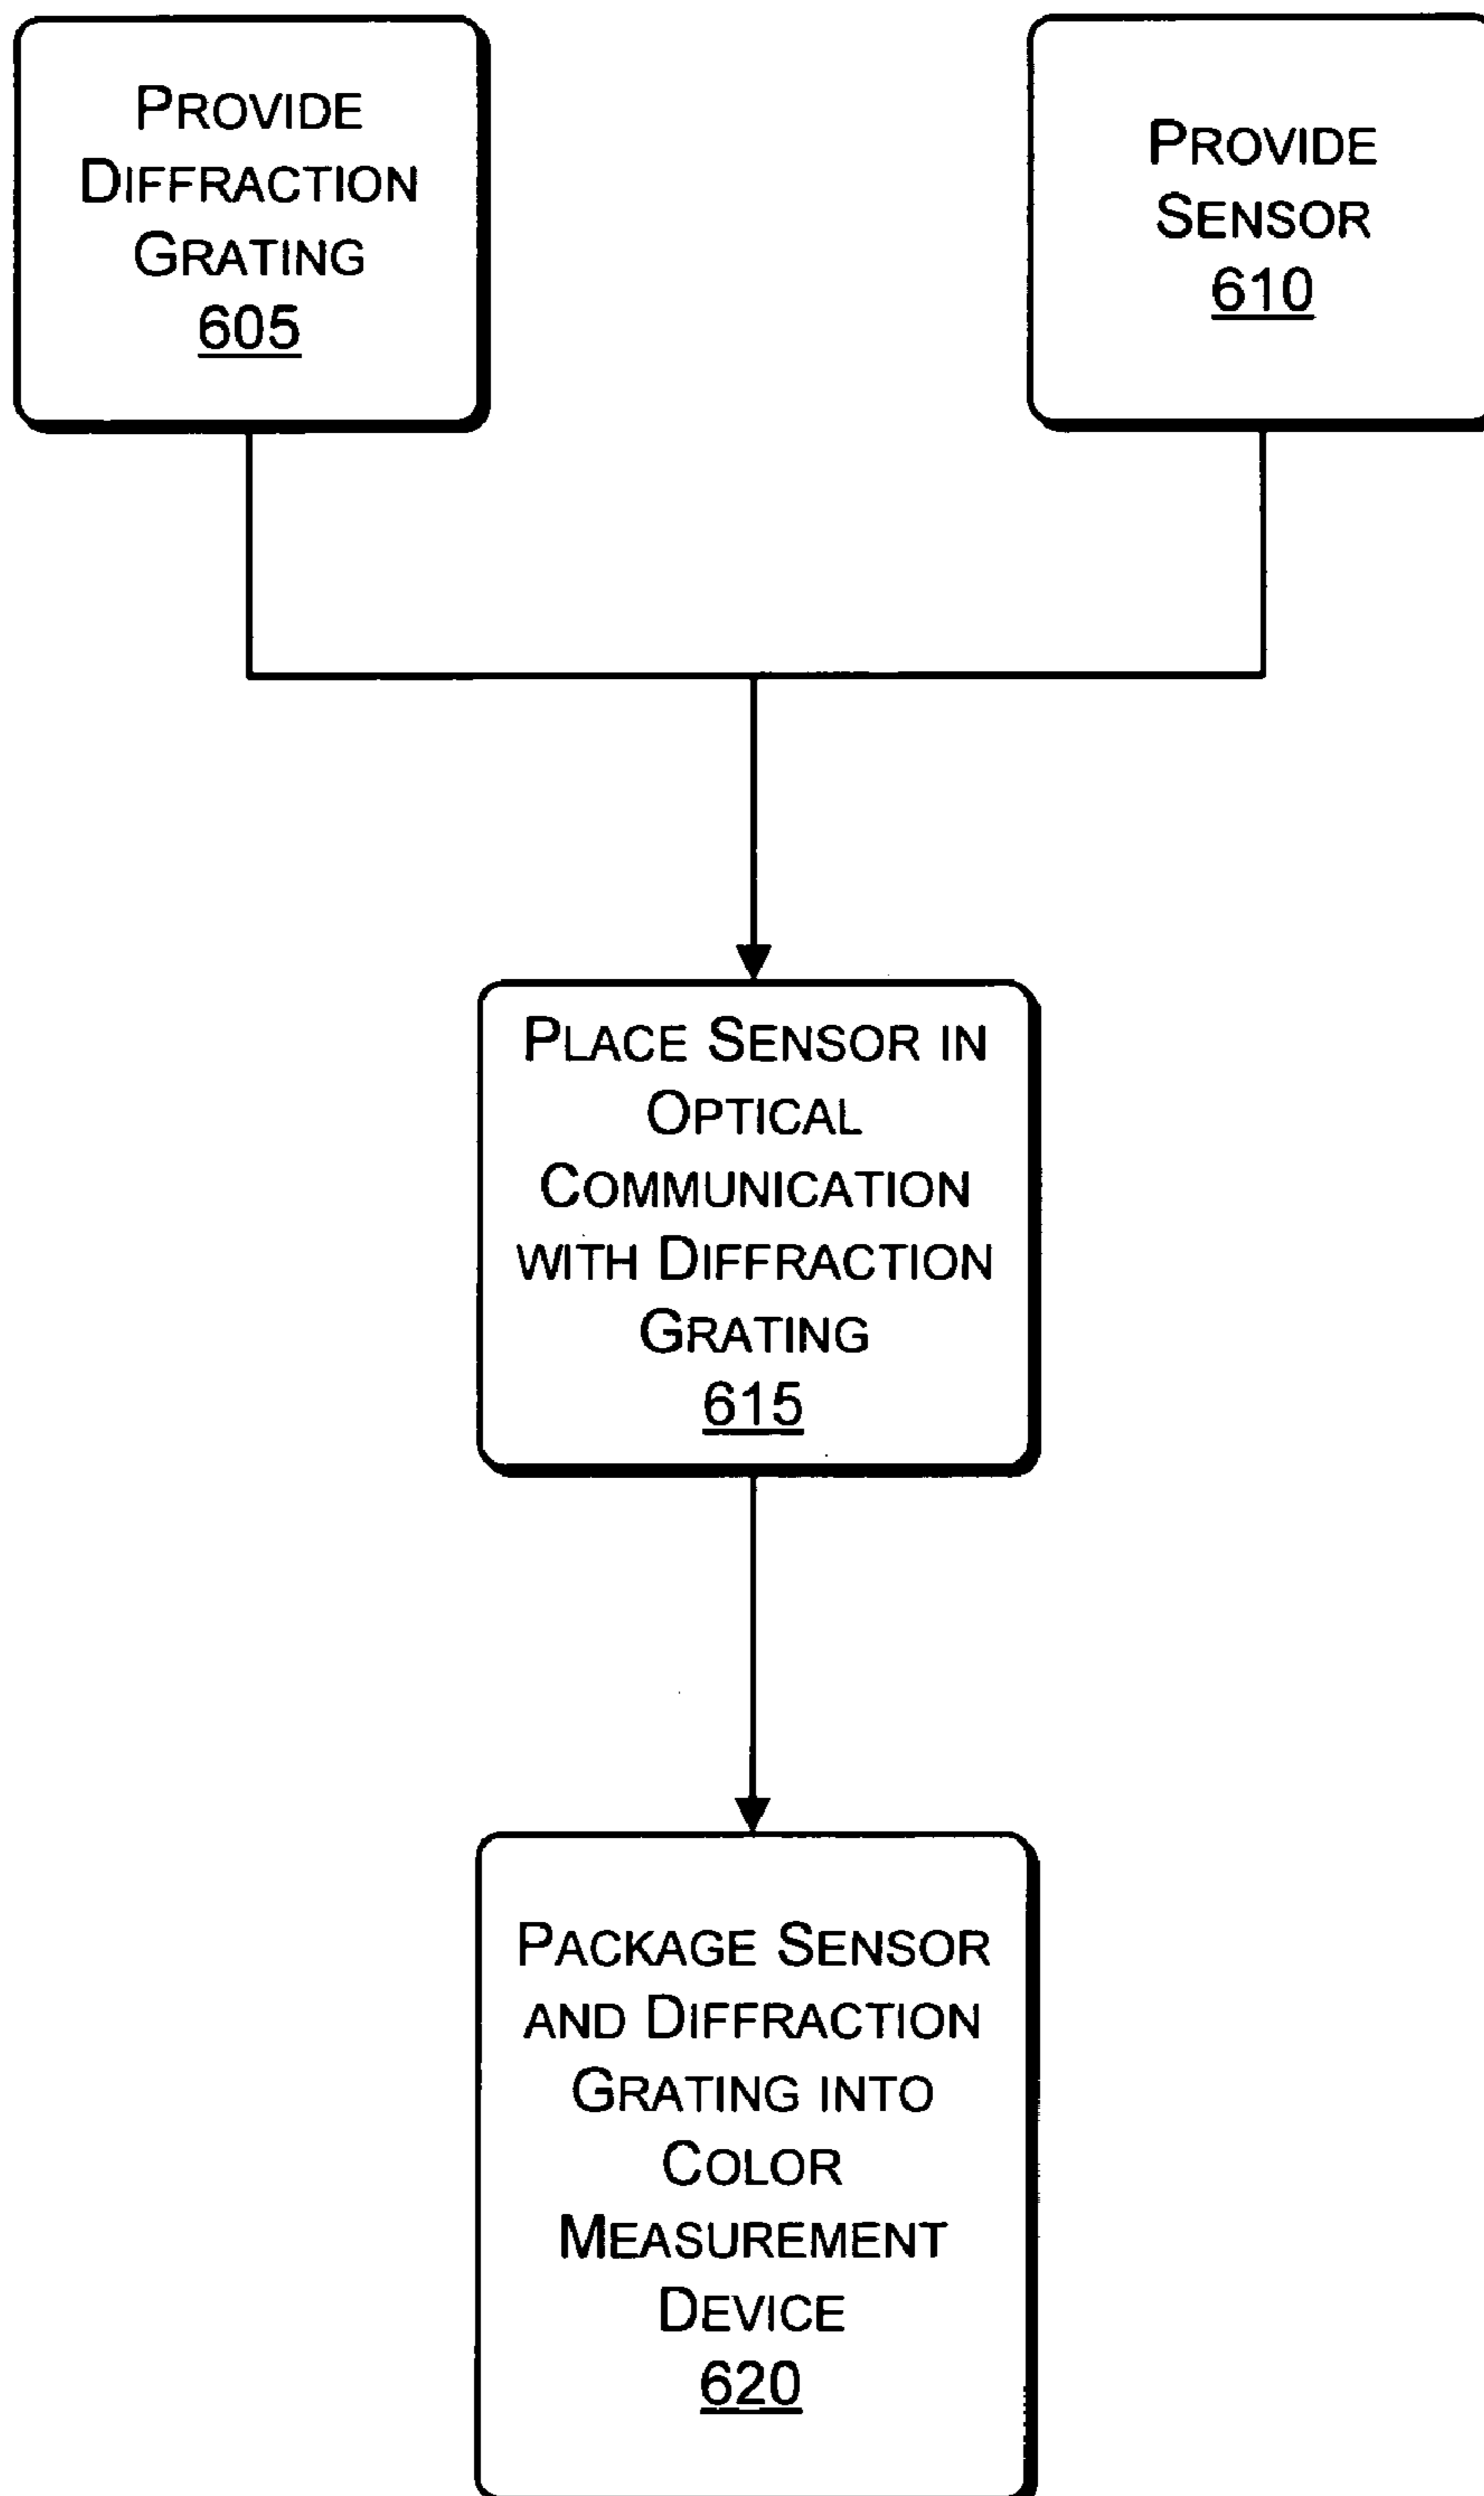 PROVIDE
DIFFRACTION
GRATING
605
PROVIDE
SENSOR
610
PLACE SENSOR IN
OPTICAL
COMMUNICATION
WITH DIFFRACTION
GRATING
615
PACKAGE SENSOR
AND DIFFRACTION
GRATING INTO
COLOR
MEASUREMENT
DEVICE
620